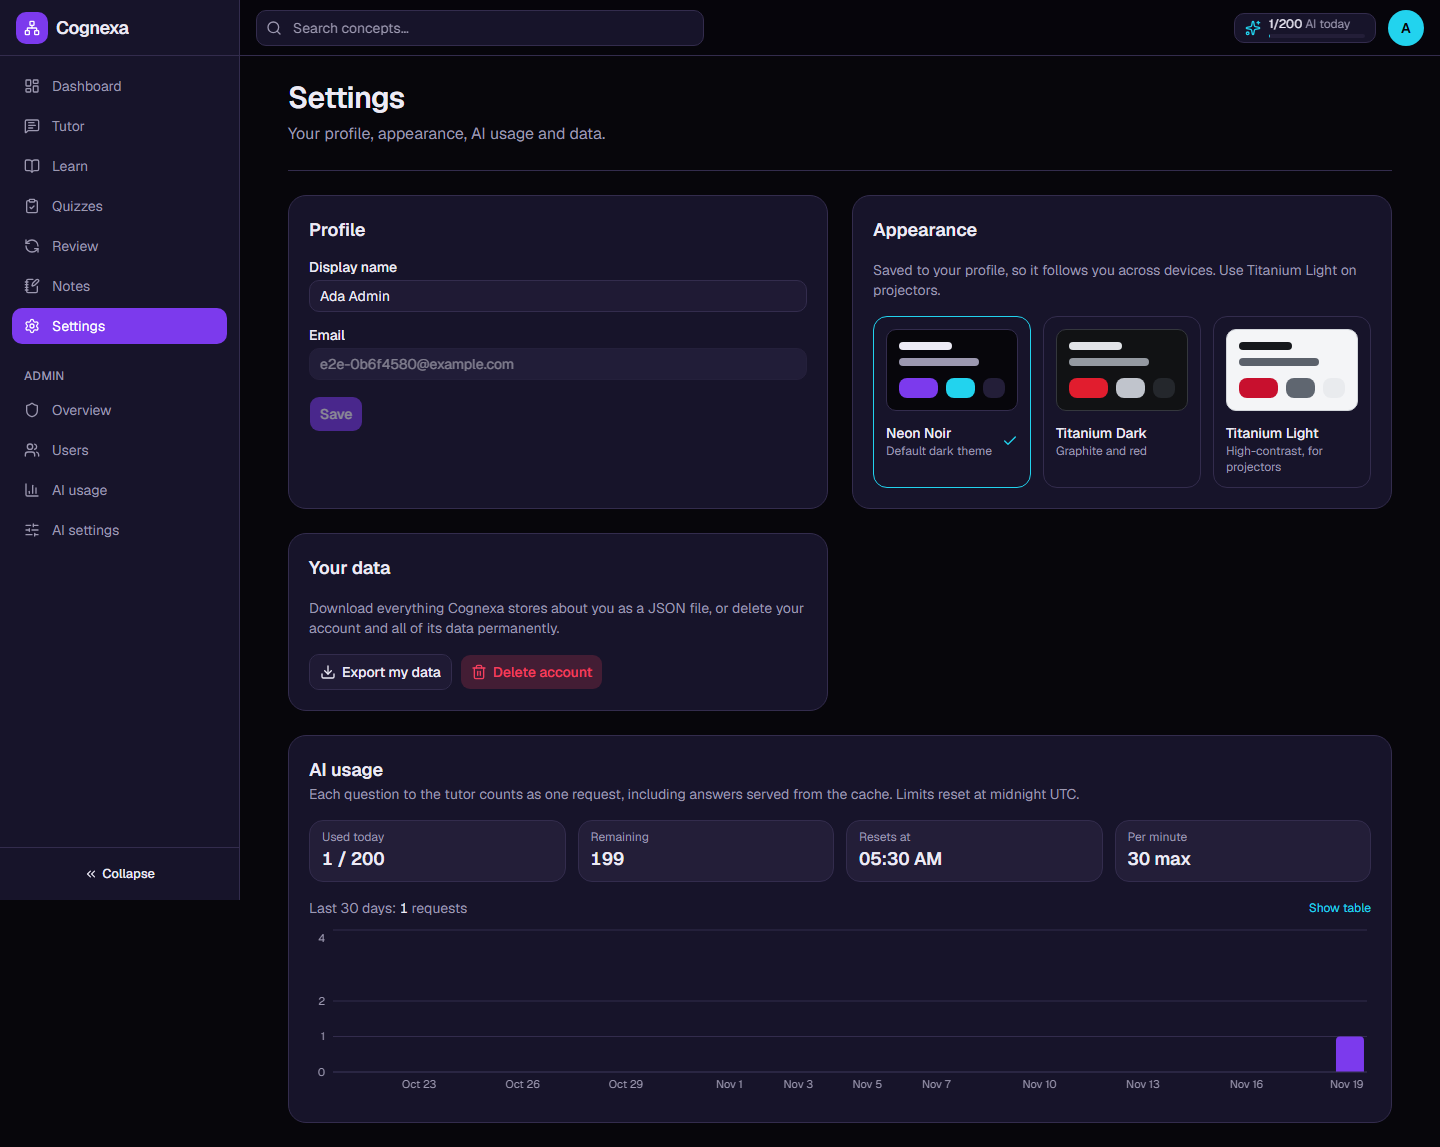 Cognexa
Search concepts...
1/200 AI today
A
Dashboard
Tutor
Learn
Quizzes
Review
Notes
Settings
ADMIN
Overview
Users
AI usage
AI settings
Collapse
Settings
Your profile, appearance, AI usage and data.
Profile
Display name
Ada Admin
Email
e2e-0b6f4580@example.com
Save
Appearance
Saved to your profile, so it follows you across devices. Use Titanium Light on
projectors.
Neon Noir
Default dark theme
Titanium Dark
Graphite and red
Titanium Light
High-contrast, for
projectors
Your data
Download everything Cognexa stores about you as a JSON file, or delete your
account and all of its data permanently.
Export my data
Delete account
AI usage
Each question to the tutor counts as one request, including answers served from the cache. Limits reset at midnight UTC.
Used today
1 / 200
Remaining
199
Resets at
05:30 AM
Per minute
30 max
Last 30 days: 1 requests
Show table
4
2
1
0
Oct 23
Oct 26
Oct 29
Nov 1
Nov 3
Nov 5
Nov 7
Nov 10
Nov 13
Nov 16
Nov 19